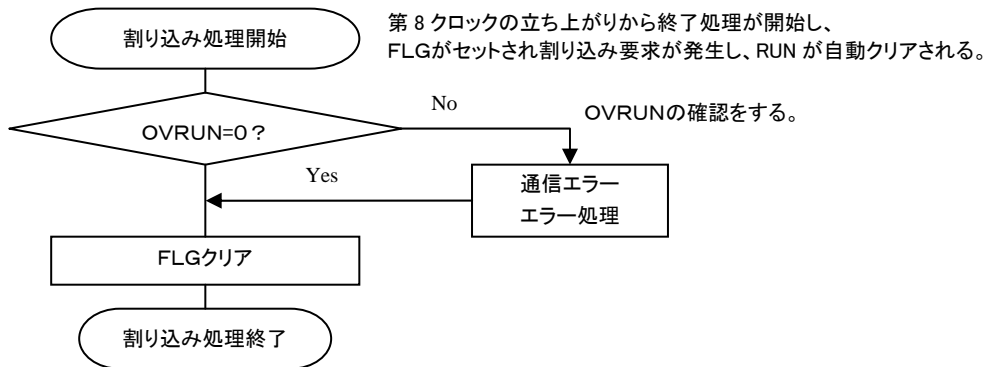 割り込み処理開始
第 8 クロックの立ち上がりから終了処理が開始し、
FLGがセットされ割り込み要求が発生し、RUN が自動クリアされる。
OVRUN=0?
No
OVRUNの確認をする。
Yes
通信エラー
エラー処理
FLGクリア
割り込み処理終了